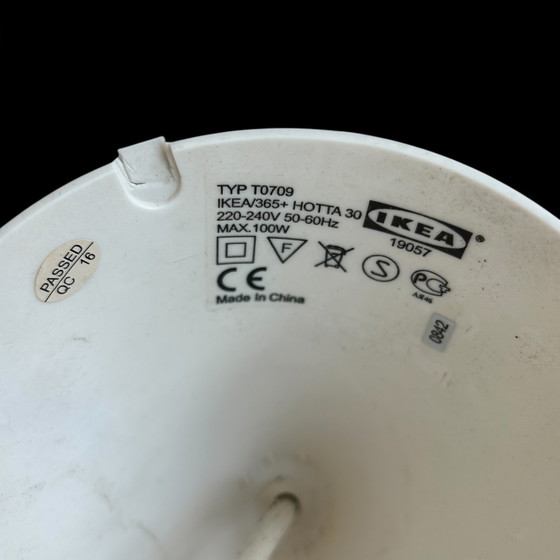 TYP T0709
IKEA/365+ HOTTA 30
220-240V 50-60Hz
MAX.100W
IKEA®
19057
F
S
PC
CE
Made in China
PASSED
QC 16
0842